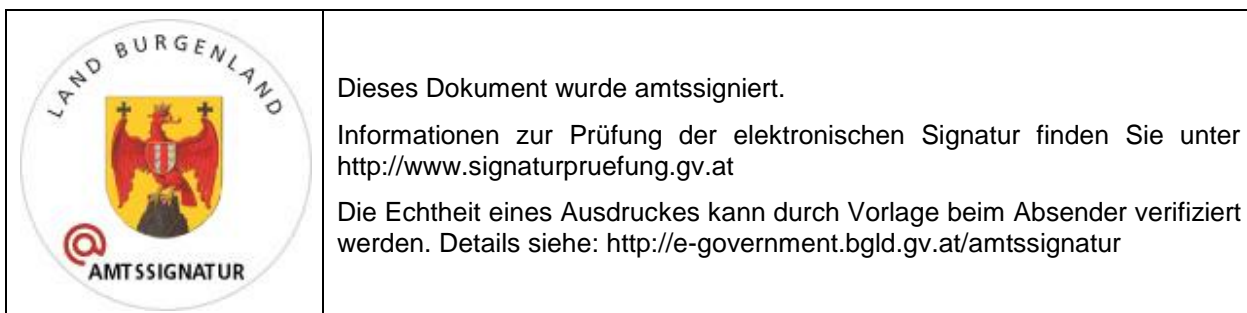 LAND BURGENLAND
AMTSSIGNATUR
Dieses Dokument wurde amtssigniert.
Informationen zur Prüfung der elektronischen Signatur finden Sie unter
http://www.signaturpruefung.gv.at
Die Echtheit eines Ausdruckes kann durch Vorlage beim Absender verifiziert
werden. Details siehe: http://e-government.bgld.gv.at/amtssignatur